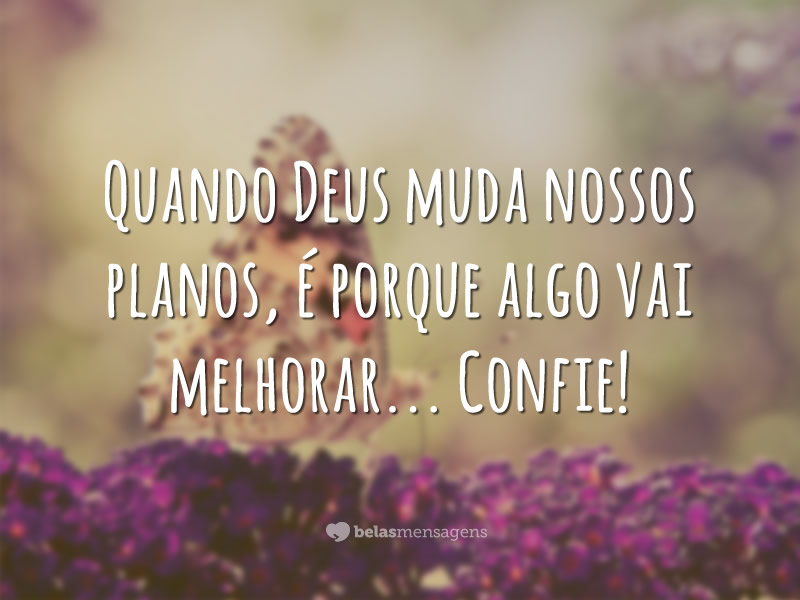 Quando Deus muda nossos
planos, é porque algo vai
melhorar... Confie!
belasmensagens